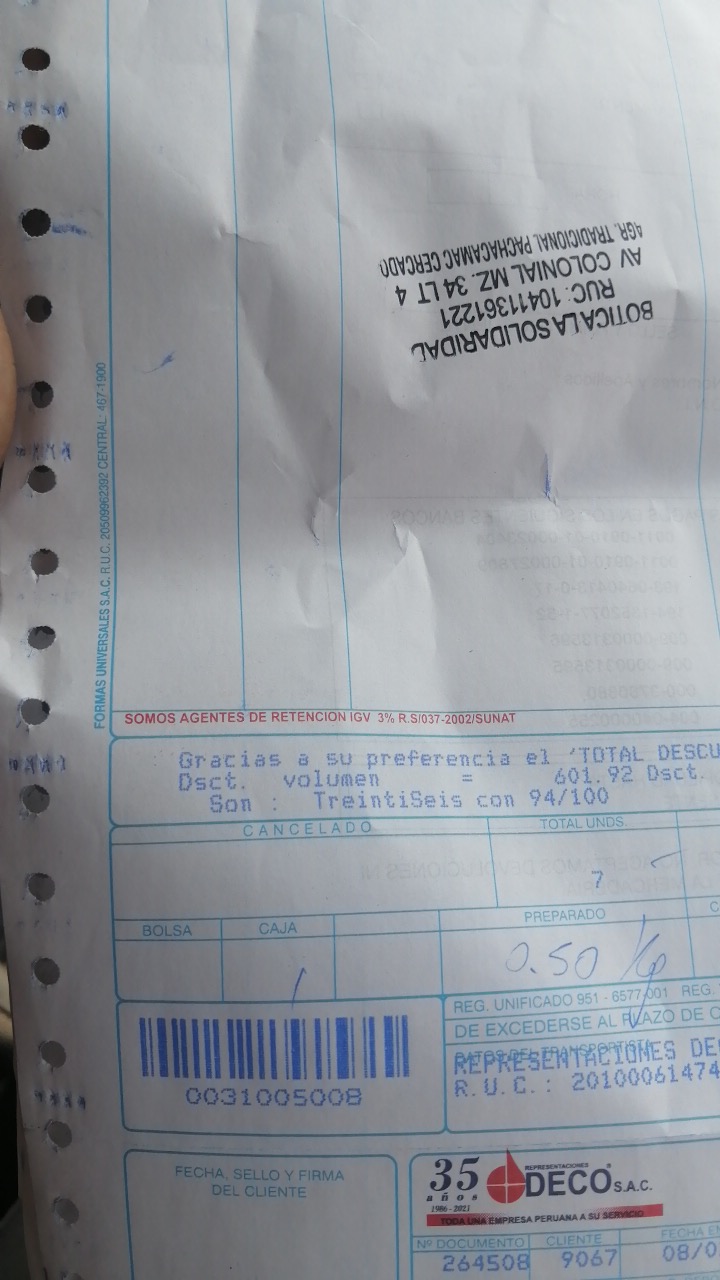 BOTICA LA SOLIDARIDAD
RUC: 10411361221
AV COLONIAL MZ. 34 LT 4
AGR. TRADICIONAL PACHACAMAC CERCADO
FORMAS UNIVERSALES S.A.C. R.U.C. 20509962392 CENTRAL: 467-1900
SOMOS AGENTES DE RETENCION IGV 3% R.S/037-2002/SUNAT
Gracias a su preferencia el 'TOTAL DESCU
Dsct. volumen = 601.92 Dsct.
Son : TreintiSeis con 94/100
CANCELADO
TOTAL UNDS.
7
BOLSA
CAJA
PREPARADO
1
0.50 Kg
0031005008
REG. UNIFICADO 951 - 6577 001 REG.
DE EXCEDERSE AL PLAZO DE C
DATOS DEL TRANSPORTISTA
REPRESENTACIONES DE
R.U.C.: 20100061474
FECHA, SELLO Y FIRMA
DEL CLIENTE
35
años
1986 - 2021
REPRESENTACIONES
DECO S.A.C.
TODA UNA EMPRESA PERUANA A SU SERVICIO
Nº DOCUMENTO
CLIENTE
264508
9067
08/0